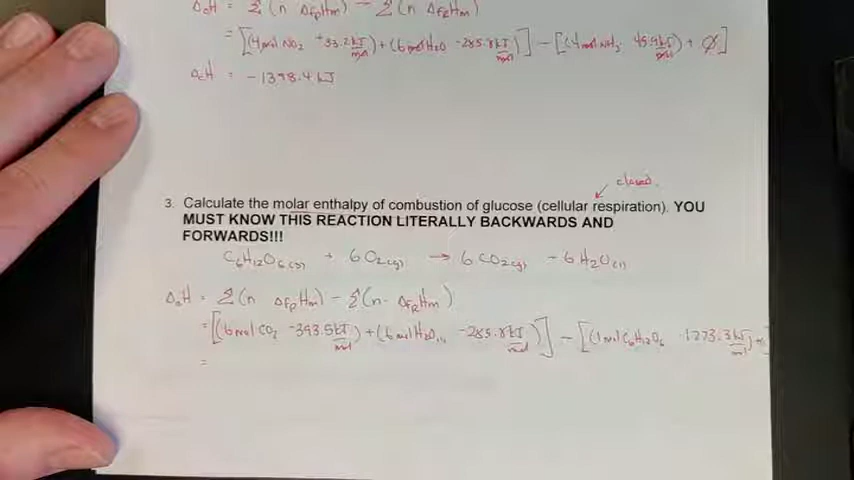 ΔcH = Σ(n ΔfpHm) − Σ(n ΔfRHm)
= [(4 mol NO2 +33.2 kJ/mol) + (6 mol H2O -285.8 kJ/mol)] − [(4 mol NH3 45.9 kJ/mol) + ∅]
ΔcH = -1398.4 kJ
closed.
3. Calculate the molar enthalpy of combustion of glucose (cellular respiration). YOU
MUST KNOW THIS REACTION LITERALLY BACKWARDS AND
FORWARDS!!!
C6H12O6(s) + 6 O2(g) → 6 CO2(g) - 6 H2O(l)
ΔcH = Σ(n ΔfpHm) − Σ(n· ΔfRHm)
= [(6 mol CO2 -393.5 kJ/mol) + (6 mol H2O(l) -285.8 kJ/mol)] − [(1 mol C6H12O6 -1273.3 kJ/mol) +
=